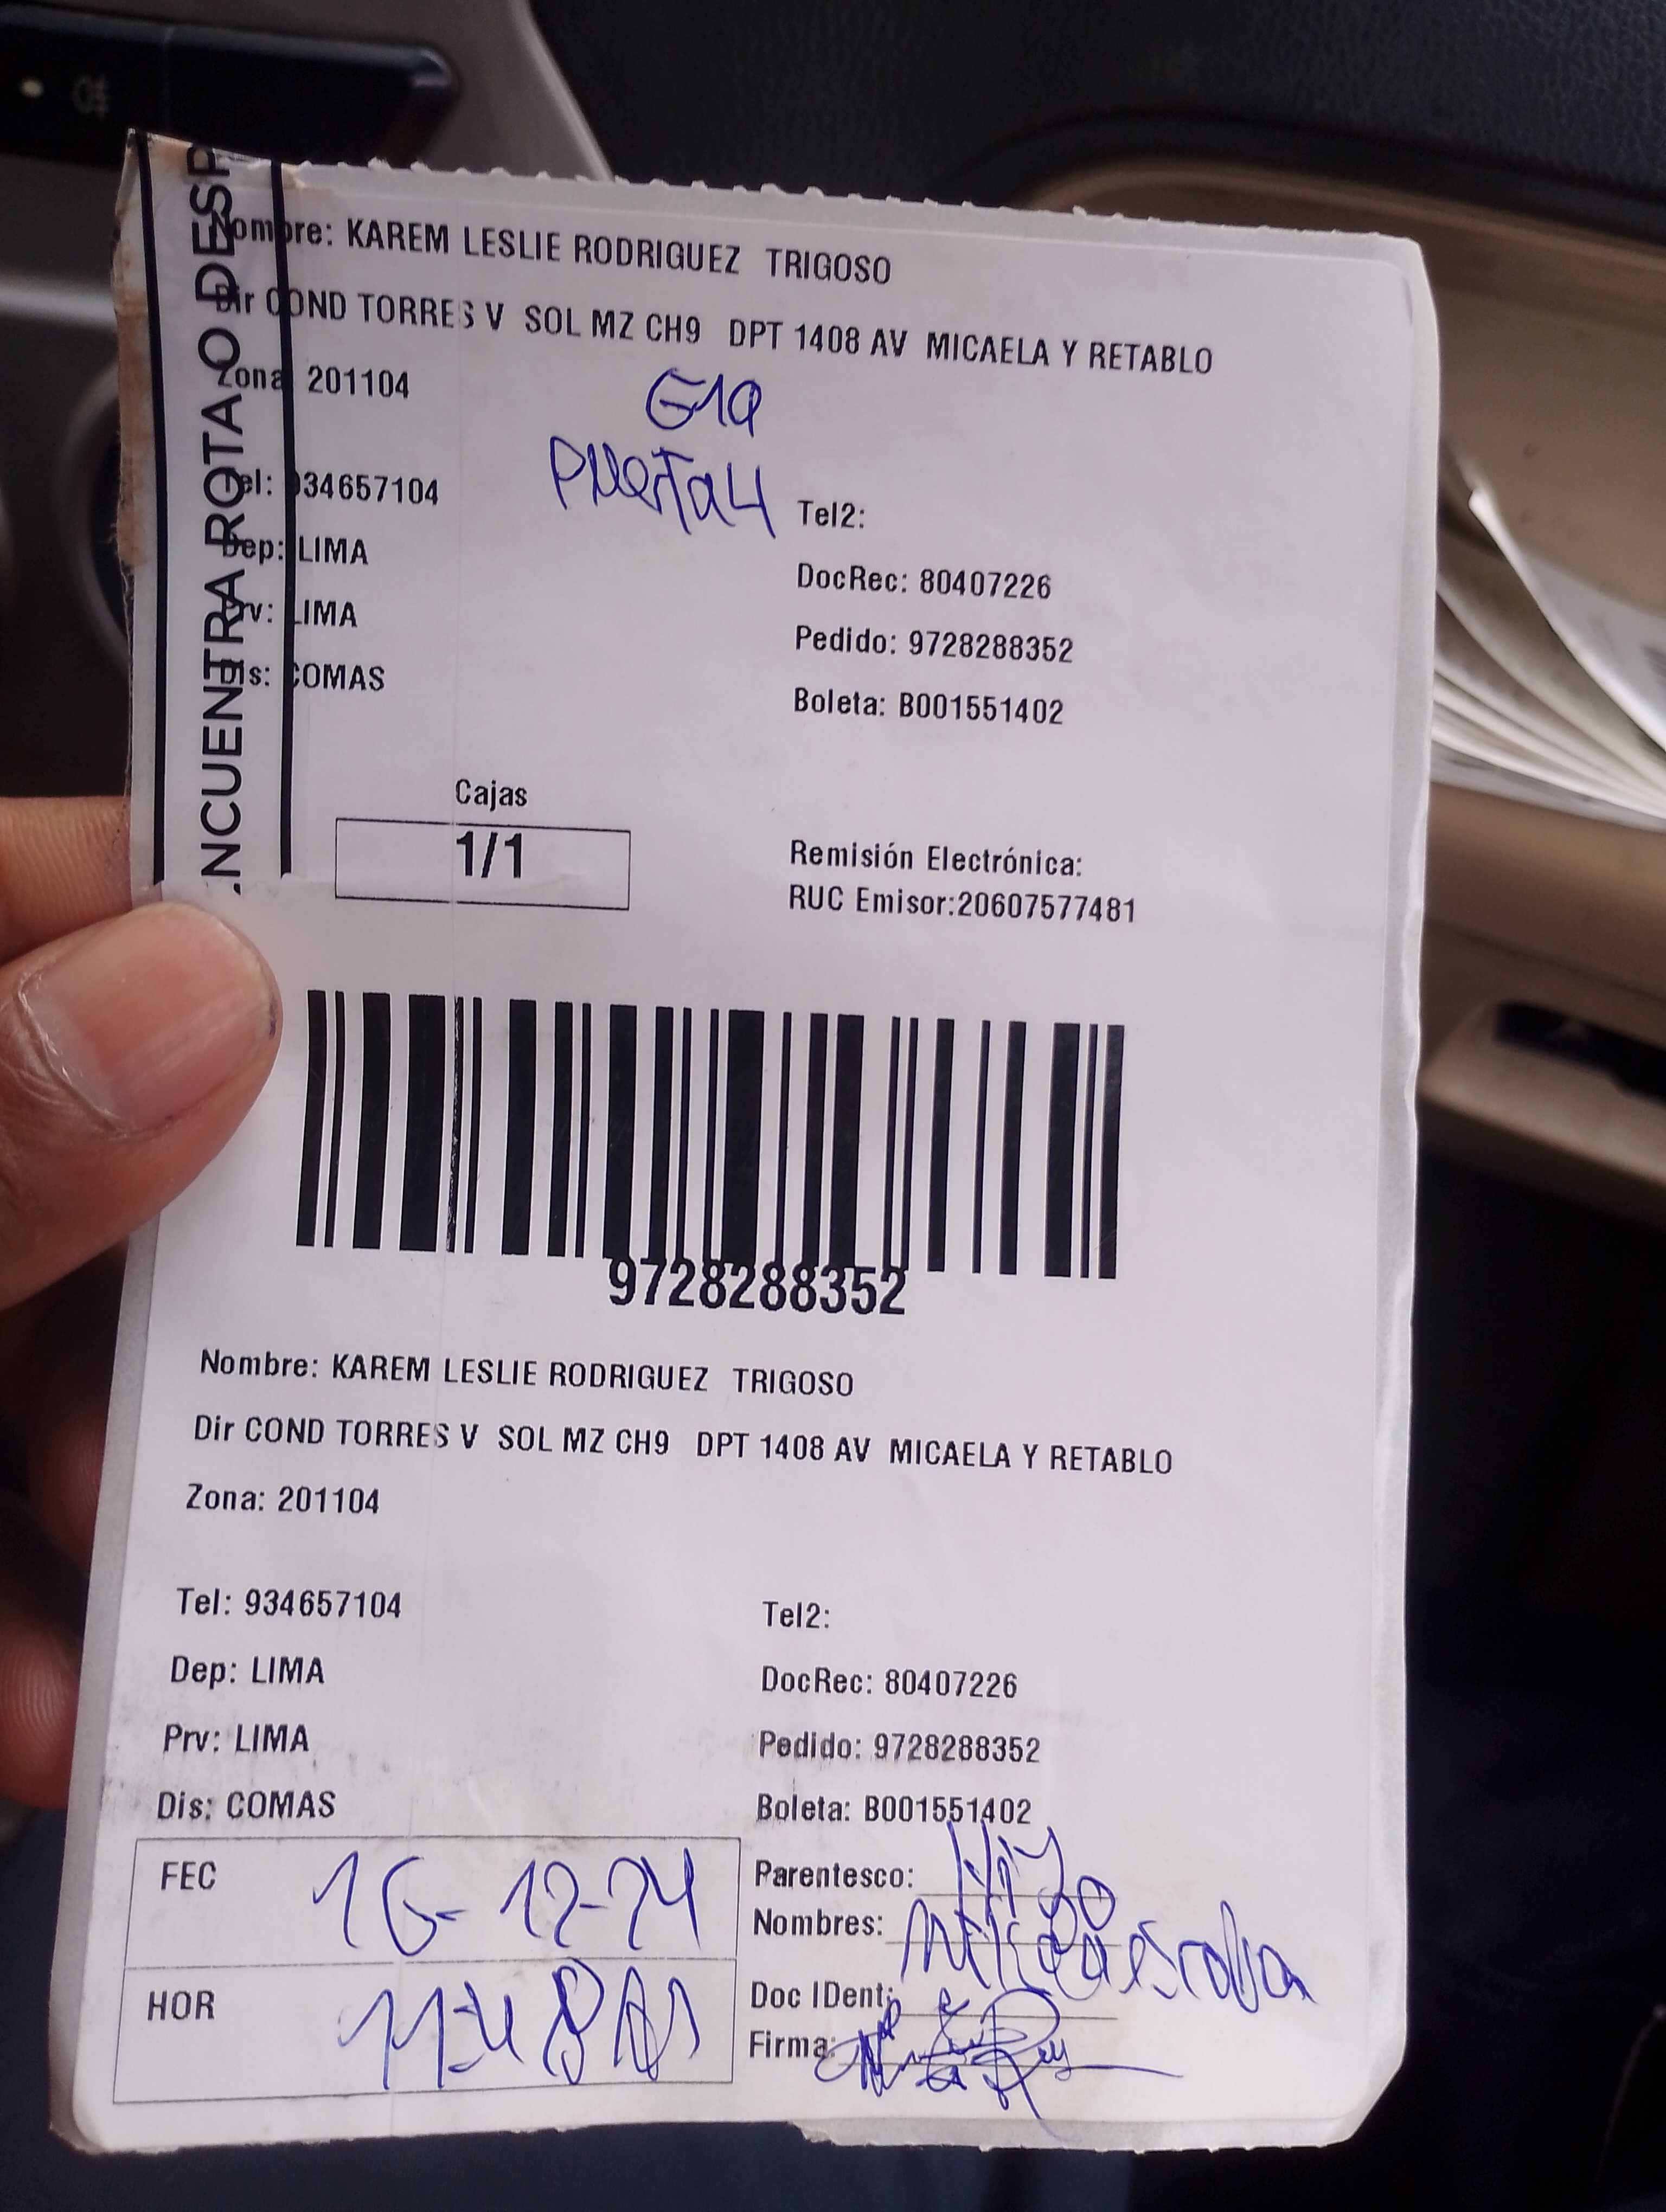 .NCUENTRA ROTA O DESP
Nombre: KAREM LESLIE RODRIGUEZ TRIGOSO
Dir COND TORRES V SOL MZ CH9 DPT 1408 AV MICAELA Y RETABLO
Zona 201104
Puerta 4
Tel: 934657104
Tel2:
Dep: LIMA
DocRec: 80407226
Prv: LIMA
Pedido: 9728288352
Dis: COMAS
Boleta: B001551402
Cajas
1/1
Remisión Electrónica:
RUC Emisor:20607577481
9728288352
Nombre: KAREM LESLIE RODRIGUEZ TRIGOSO
Dir COND TORRES V SOL MZ CH9 DPT 1408 AV MICAELA Y RETABLO
Zona: 201104
Tel: 934657104
Tel2:
Dep: LIMA
DocRec: 80407226
Prv: LIMA
Pedido: 9728288352
Dis: COMAS
Boleta: B001551402
FEC 16-12-24
Parentesco: Hijo
Nombres:
HOR
Doc IDent:
Firma: